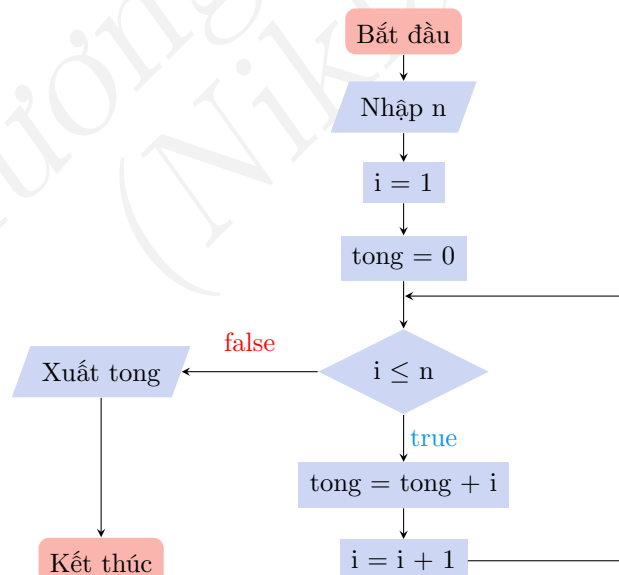 Bắt đầu
Nhập n
i = 1
tong = 0
i ≤ n
false
Xuất tong
true
tong = tong + i
i = i + 1
Kết thúc